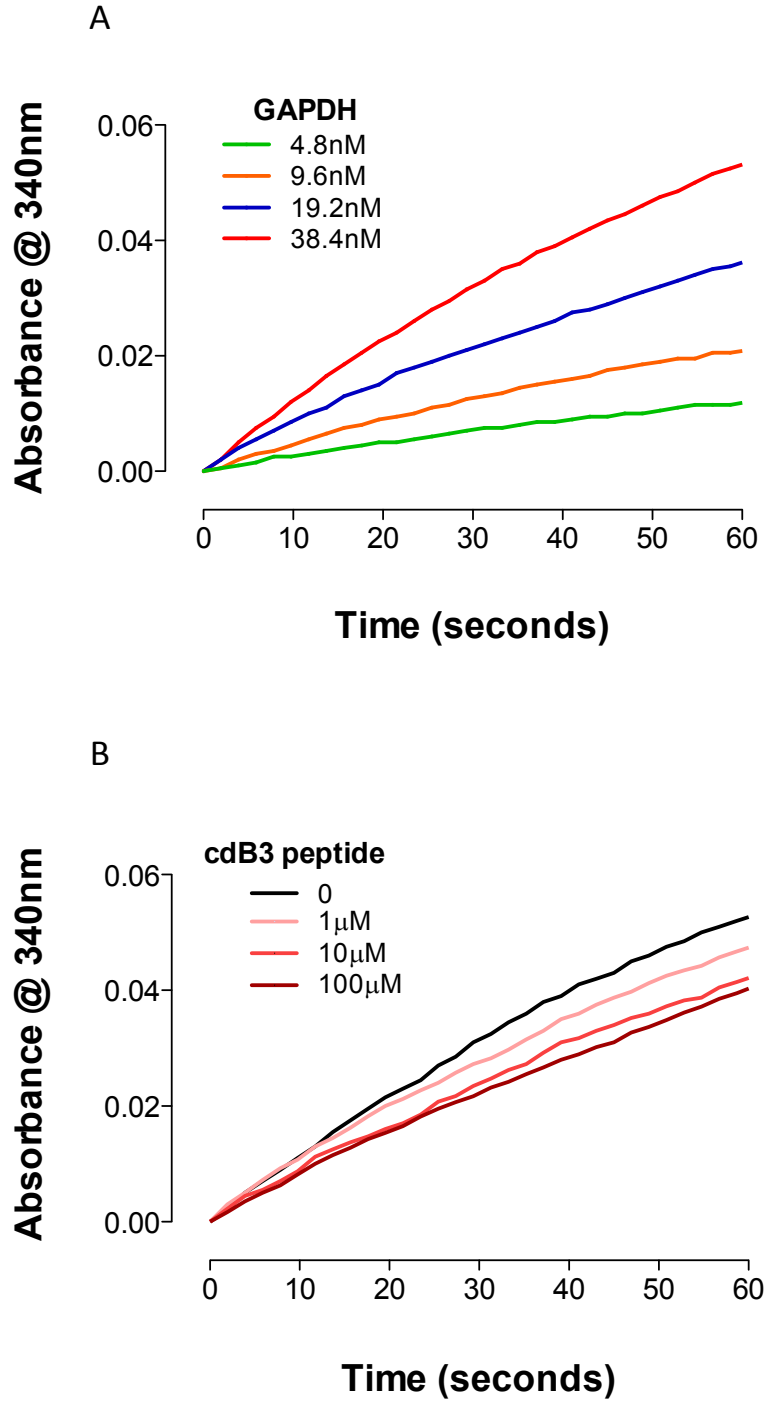 A
Absorbance @ 340nm
GAPDH
4.8nM
9.6nM
19.2nM
38.4nM
0.06
0.04
0.02
0.00
0 10 20 30 40 50 60
Time (seconds)
B
Absorbance @ 340nm
cdB3 peptide
0
1μM
10μM
100μM
0.06
0.04
0.02
0.00
0 10 20 30 40 50 60
Time (seconds)